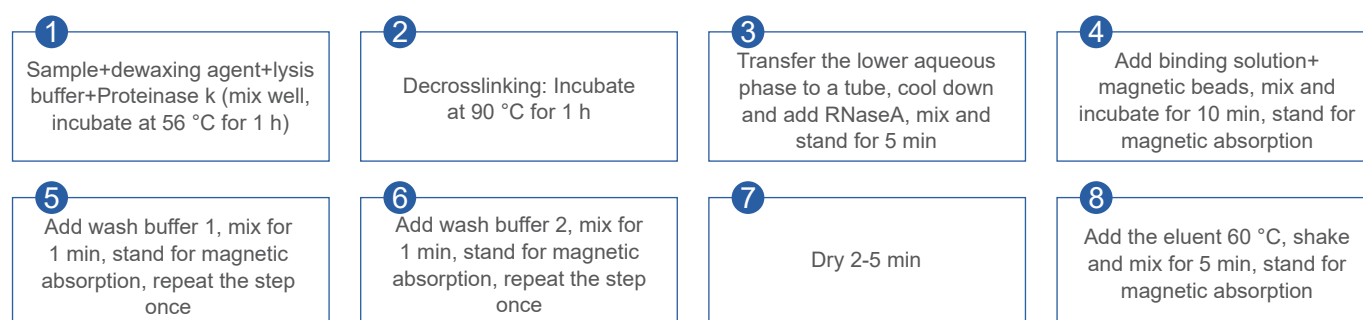 1
Sample+dewaxing agent+lysis
buffer+Proteinase k (mix well,
incubate at 56 °C for 1 h)
2
Decrosslinking: Incubate
at 90 °C for 1 h
3
Transfer the lower aqueous
phase to a tube, cool down
and add RNaseA, mix and
stand for 5 min
4
Add binding solution+
magnetic beads, mix and
incubate for 10 min, stand for
magnetic absorption
5
Add wash buffer 1, mix for
1 min, stand for magnetic
absorption, repeat the step
once
6
Add wash buffer 2, mix for
1 min, stand for magnetic
absorption, repeat the step
once
7
Dry 2-5 min
8
Add the eluent 60 °C, shake
and mix for 5 min, stand for
magnetic absorption